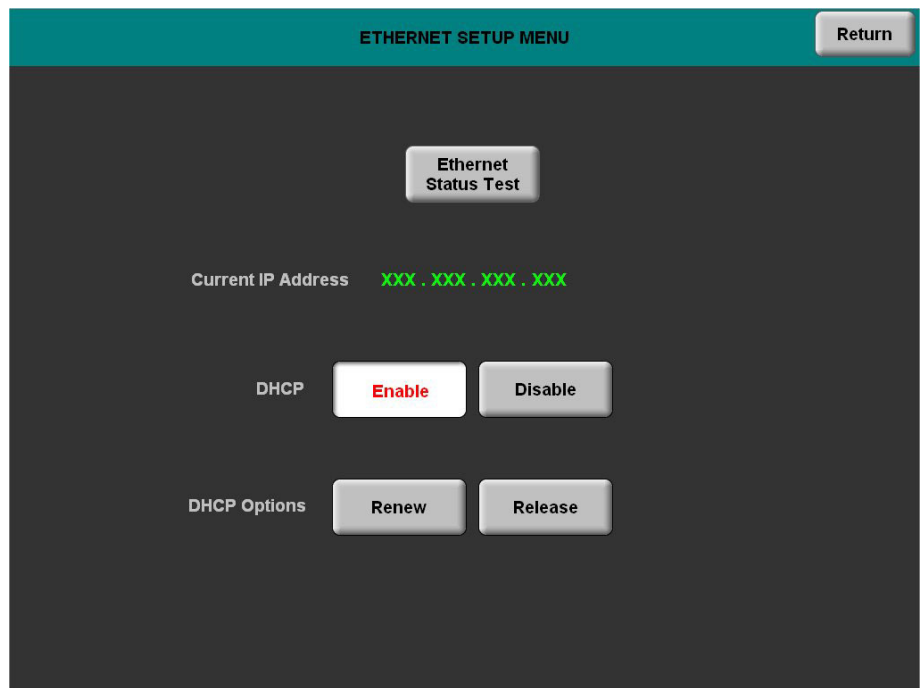 ETHERNET SETUP MENU
Return
Ethernet
Status Test
Current IP Address XXX . XXX . XXX . XXX
DHCP Enable Disable
DHCP Options Renew Release